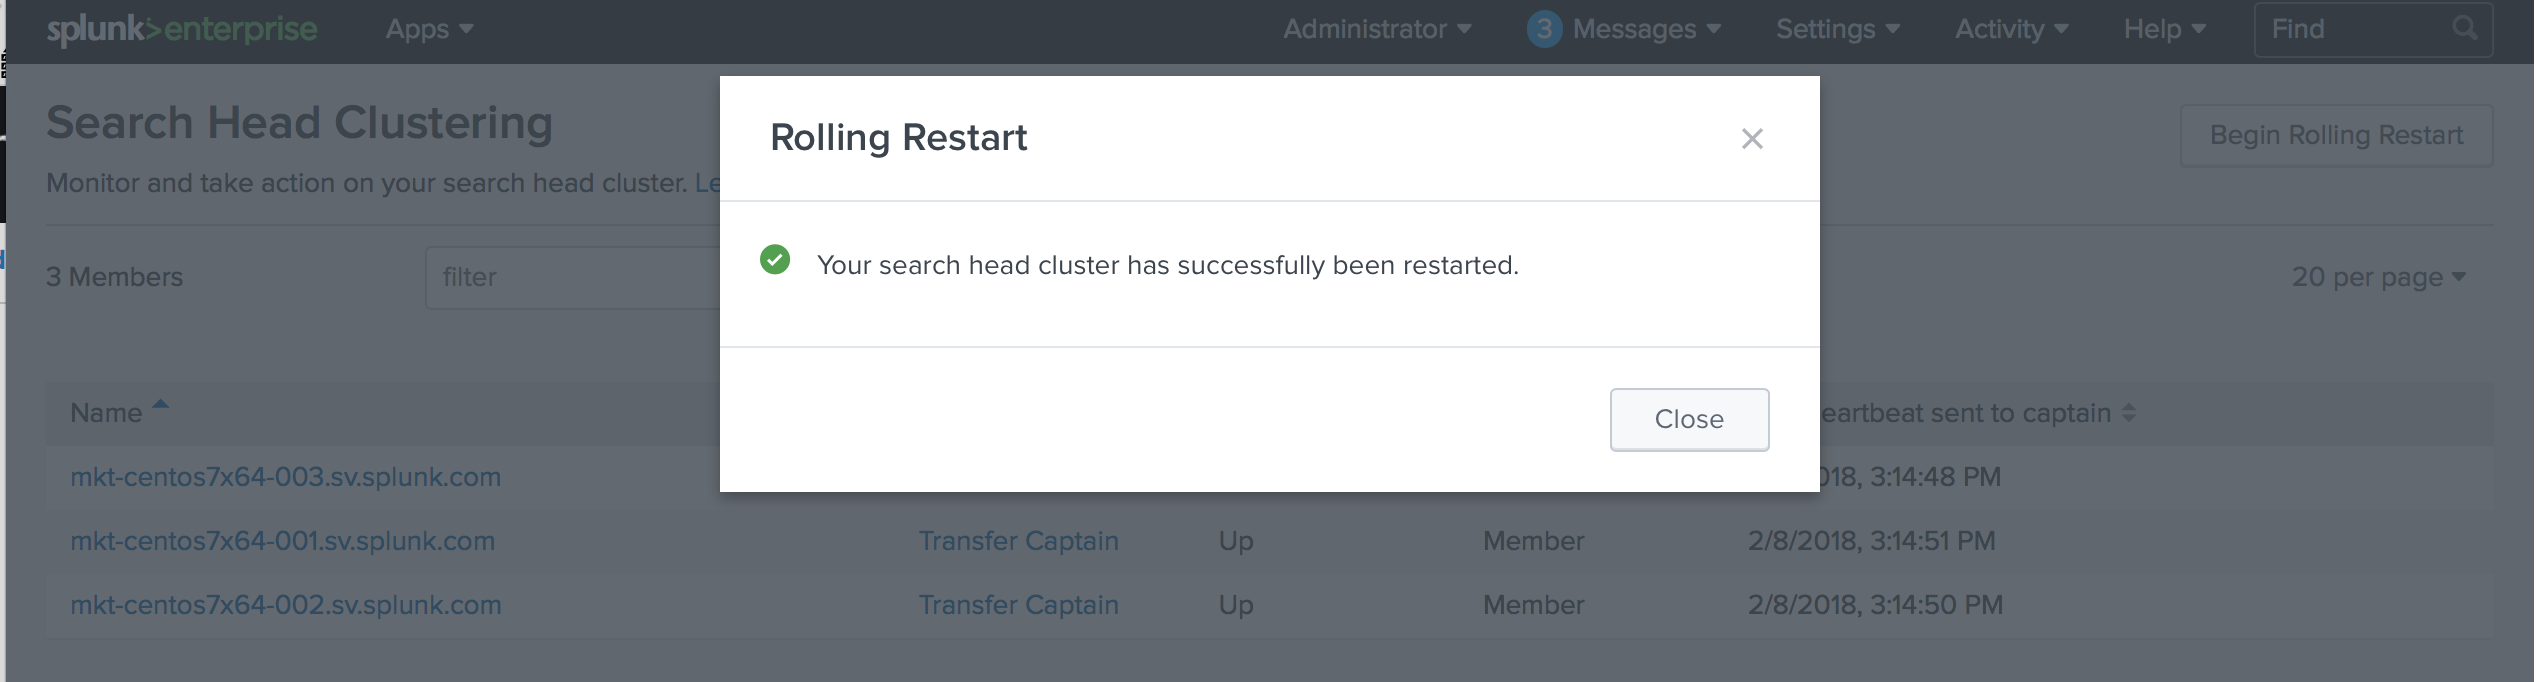 splunk>enterprise Apps Administrator 3 Messages Settings Activity Help Find
Search Head Clustering
Begin Rolling Restart
Monitor and take action on your search head cluster. Le
Rolling Restart
Your search head cluster has successfully been restarted.
Close
3 Members filter 20 per page
Name eartbeat sent to captain
mkt-centos7x64-003.sv.splunk.com 018, 3:14:48 PM
mkt-centos7x64-001.sv.splunk.com Transfer Captain Up Member 2/8/2018, 3:14:51 PM
mkt-centos7x64-002.sv.splunk.com Transfer Captain Up Member 2/8/2018, 3:14:50 PM